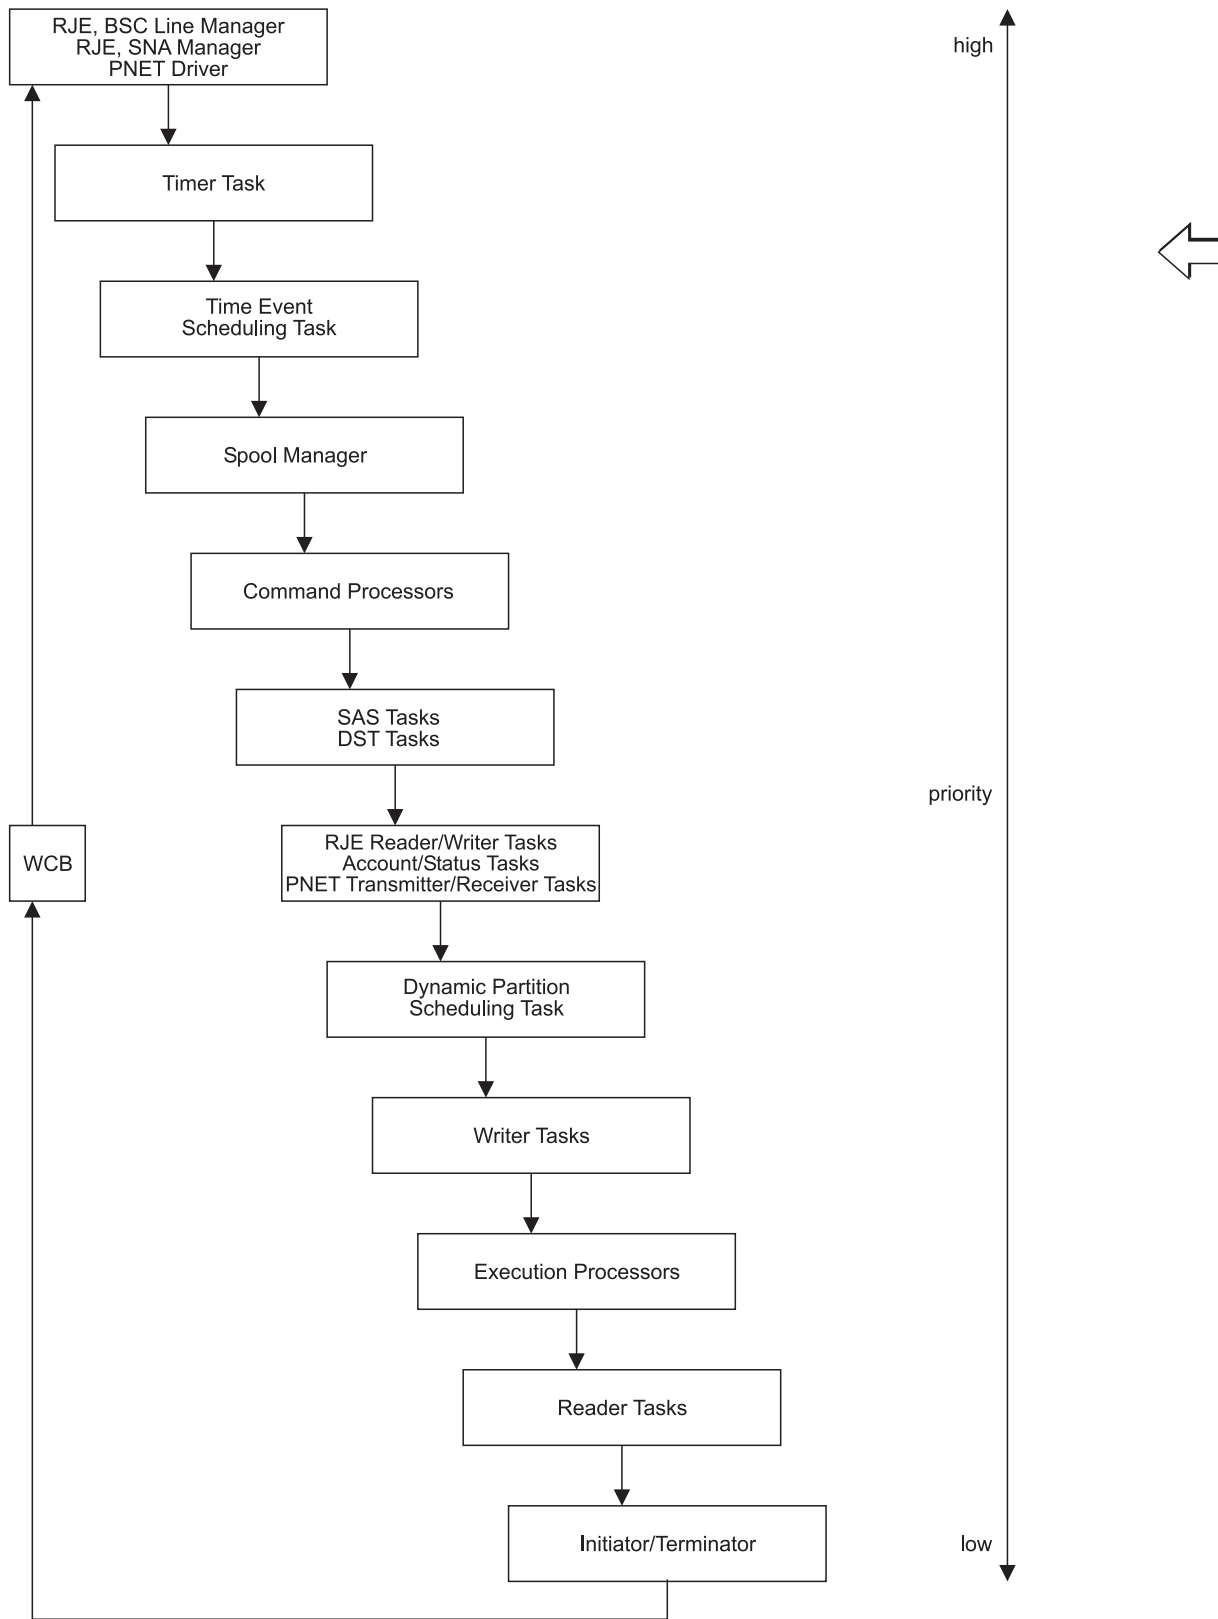 RJE, BSC Line Manager
RJE, SNA Manager
PNET Driver
high
Timer Task
Time Event
Scheduling Task
Spool Manager
Command Processors
SAS Tasks
DST Tasks
priority
WCB
RJE Reader/Writer Tasks
Account/Status Tasks
PNET Transmitter/Receiver Tasks
Dynamic Partition
Scheduling Task
Writer Tasks
Execution Processors
Reader Tasks
Initiator/Terminator
low